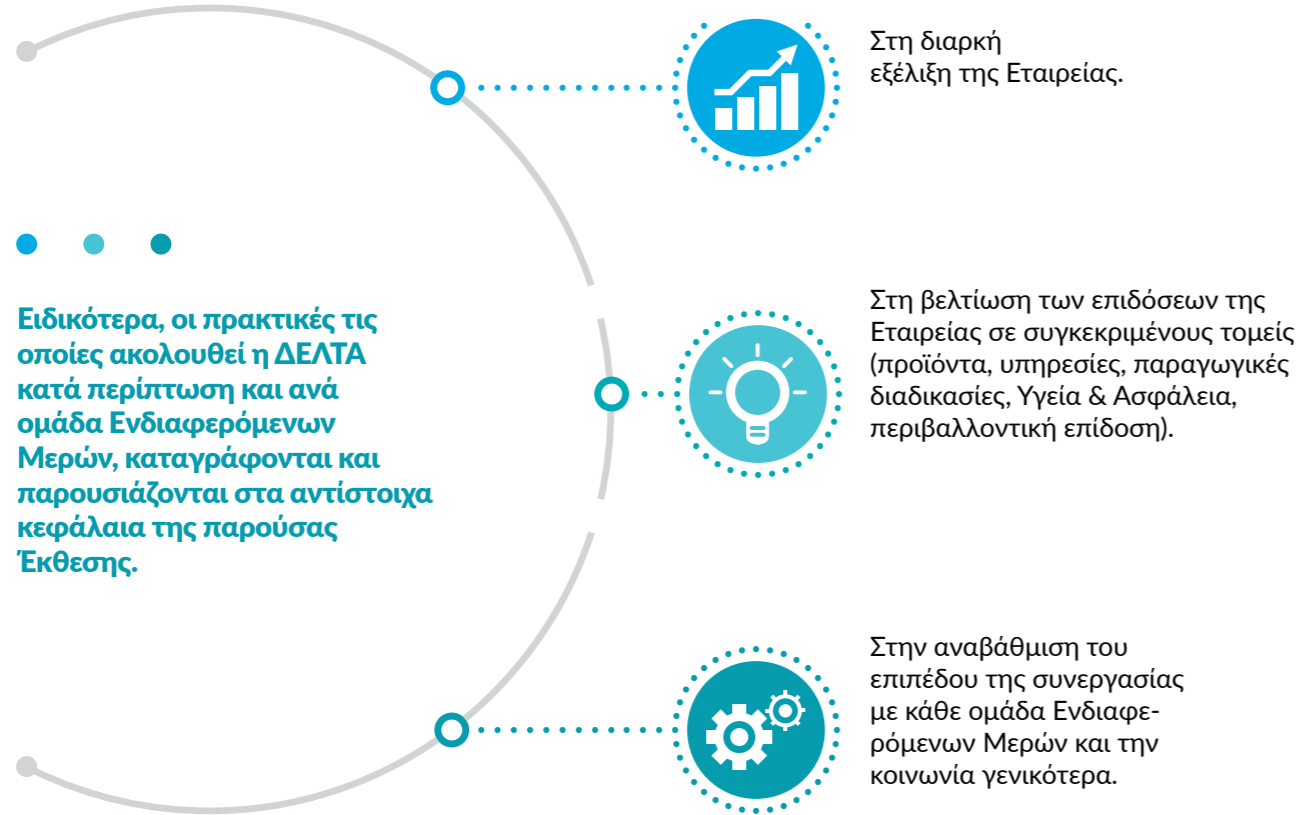 Στη διαρκή
εξέλιξη της Εταιρείας.
Ειδικότερα, οι πρακτικές τις
οποίες ακολουθεί η ΔΕΛΤΑ
κατά περίπτωση και ανά
ομάδα Ενδιαφερόμενων
Μερών, καταγράφονται και
παρουσιάζονται στα αντίστοιχα
κεφάλαια της παρούσας
Έκθεσης.
Στη βελτίωση των επιδόσεων της
Εταιρείας σε συγκεκριμένους τομείς
(προϊόντα, υπηρεσίες, παραγωγικές
διαδικασίες, Υγεία & Ασφάλεια,
περιβαλλοντική επίδοση).
Στην αναβάθμιση του
επιπέδου της συνεργασίας
με κάθε ομάδα Ενδιαφε-
ρόμενων Μερών και την
κοινωνία γενικότερα.